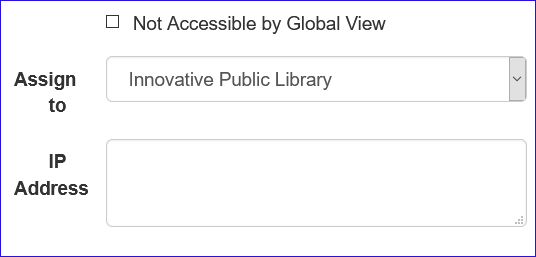 Not Accessible by Global View
Assign to
Innovative Public Library
IP Address